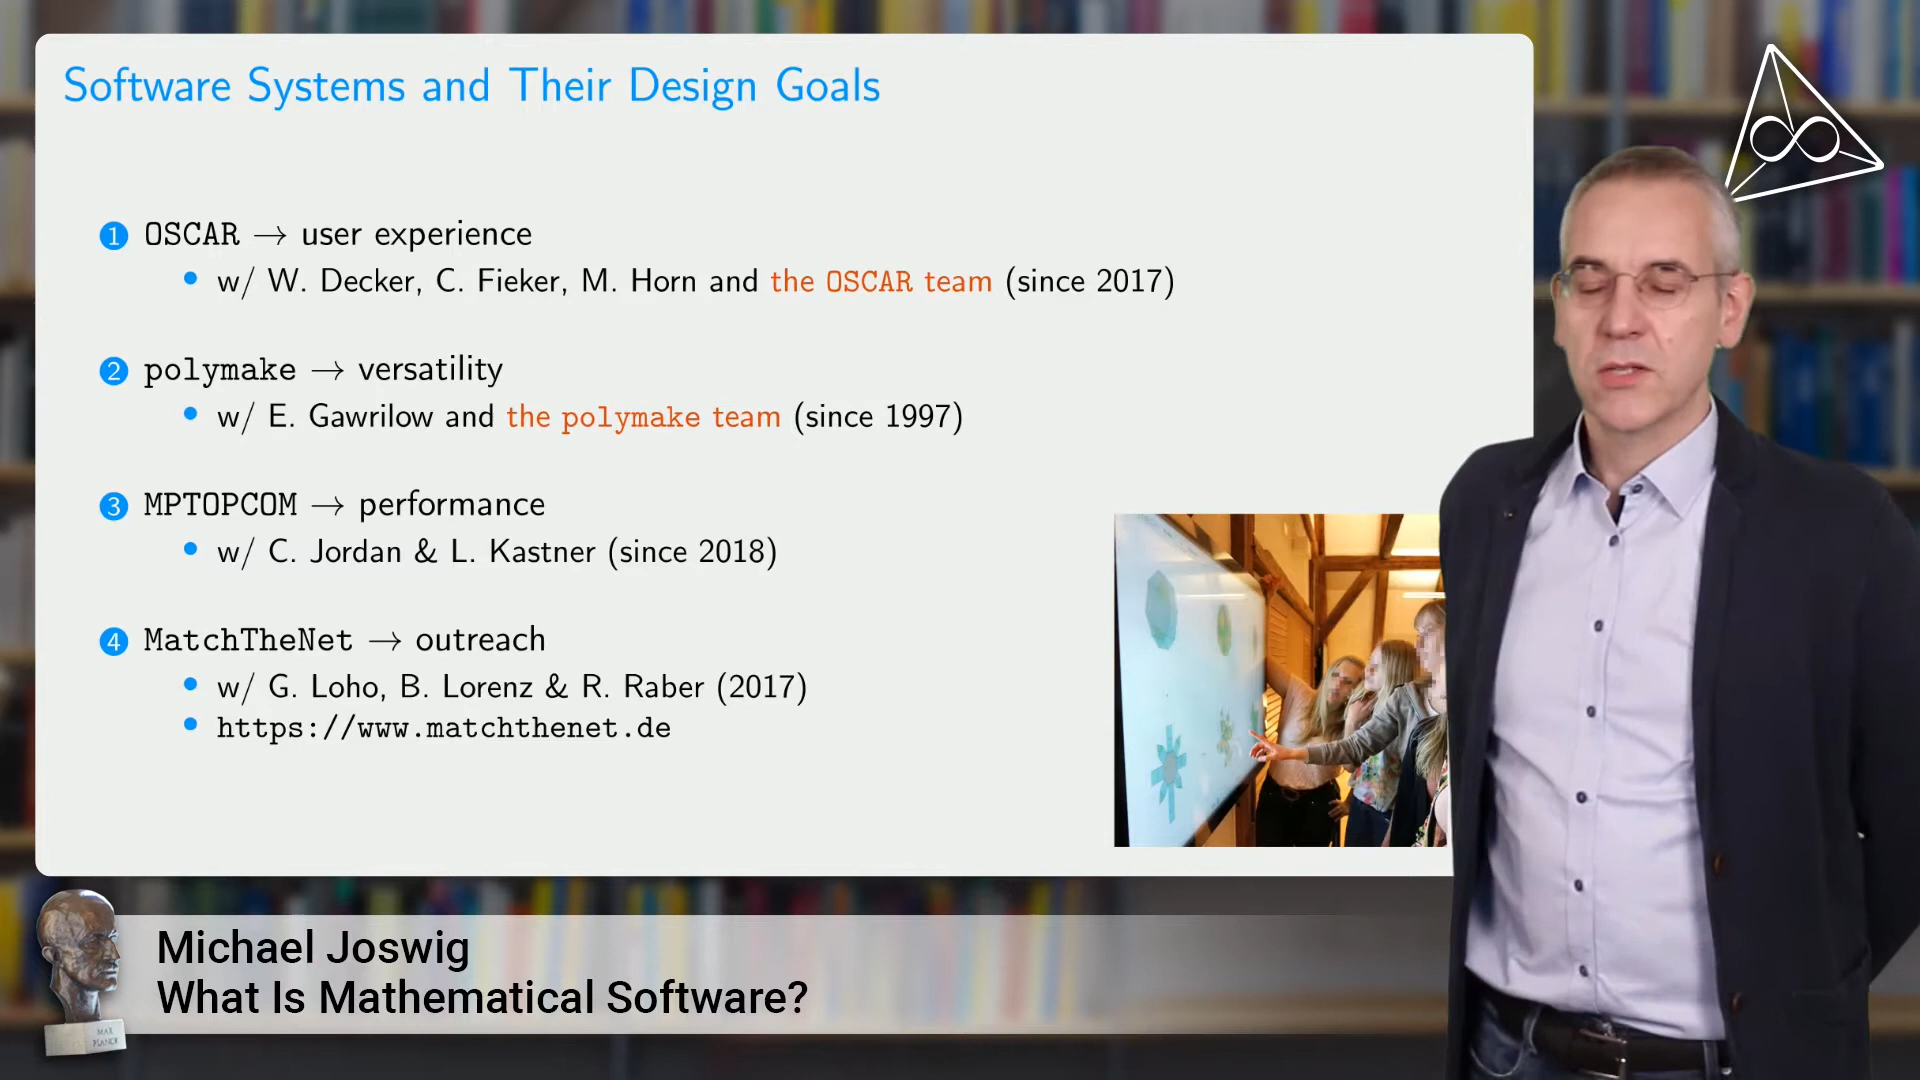 Software Systems and Their Design Goals
1 OSCAR → user experience
• w/ W. Decker, C. Fieker, M. Horn and the OSCAR team (since 2017)
2 polymake → versatility
• w/ E. Gawrilow and the polymake team (since 1997)
3 MPTOPCOM → performance
• w/ C. Jordan & L. Kastner (since 2018)
4 MatchTheNet → outreach
• w/ G. Loho, B. Lorenz & R. Raber (2017)
• https://www.matchthenet.de
Michael Joswig
What Is Mathematical Software?
MAX
PLANCK